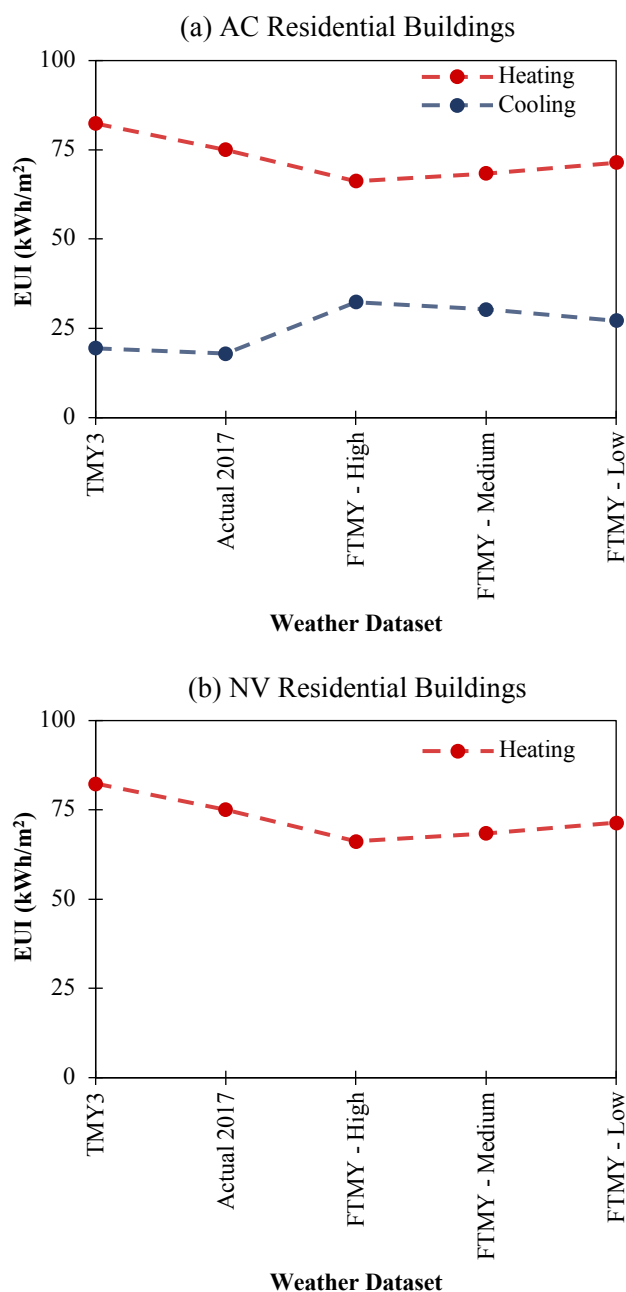 (a) AC Residential Buildings
100
75
50
25
0
EUI (kWh/m²)
Heating
Cooling
TMY3
Actual 2017
FTMY - High
FTMY - Medium
FTMY - Low
Weather Dataset
(b) NV Residential Buildings
100
75
50
25
0
EUI (kWh/m²)
Heating
TMY3
Actual 2017
FTMY - High
FTMY - Medium
FTMY - Low
Weather Dataset